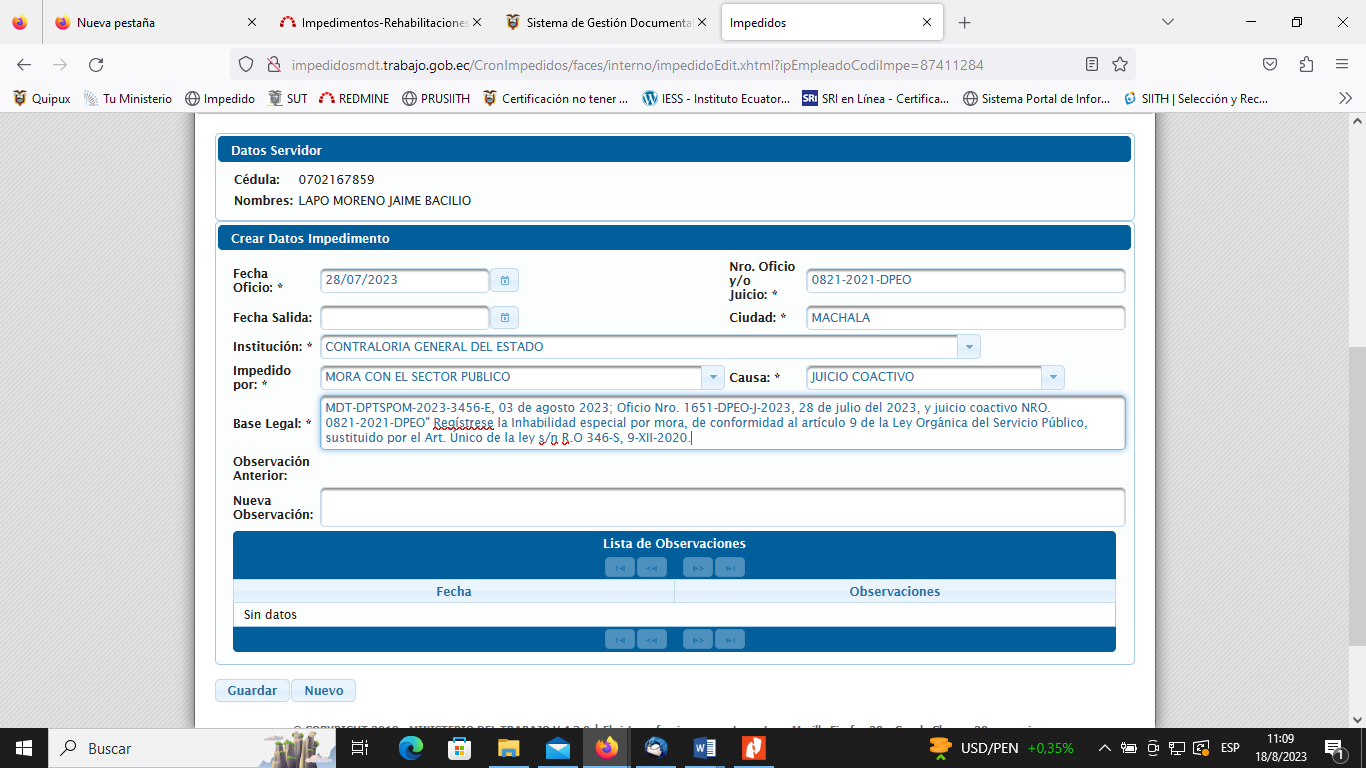 Nueva pestaña
Impedimentos-Rehabilitaciones
Sistema de Gestión Documental
Impedidos
impedidosmdt.trabajo.gob.ec/CronImpedidos/faces/interno/impedidoEdit.xhtml?ipEmpleadoCodiImpe=87411284
Quipux
Tu Ministerio
Impedido
SUT
REDMINE
PRUSIITH
Certificación no tener ...
IESS - Instituto Ecuator...
SRI en Línea - Certifica...
Sistema Portal de Infor...
SIITH | Selección y Rec...
Datos Servidor
Cédula: 0702167859
Nombres: LAPO MORENO JAIME BACILIO
Crear Datos Impedimento
Fecha Oficio: * 28/07/2023
Nro. Oficio y/o Juicio: * 0821-2021-DPEO
Fecha Salida:
Ciudad: * MACHALA
Institución: * CONTRALORIA GENERAL DEL ESTADO
Impedido por: * MORA CON EL SECTOR PUBLICO
Causa: * JUICIO COACTIVO
Base Legal: *
MDT-DPTSPOM-2023-3456-E, 03 de agosto 2023; Oficio Nro. 1651-DPEO-J-2023, 28 de julio del 2023, y juicio coactivo NRO.
0821-2021-DPEO" Regístrese la Inhabilidad especial por mora, de conformidad al artículo 9 de la Ley Orgánica del Servicio Público,
sustituido por el Art. Único de la ley s/n R.O 346-S, 9-XII-2020.
Observación Anterior:
Nueva Observación:
Lista de Observaciones
Fecha
Observaciones
Sin datos
Guardar
Nuevo
Buscar
USD/PEN +0,35%
ESP
11:09
18/8/2023
1